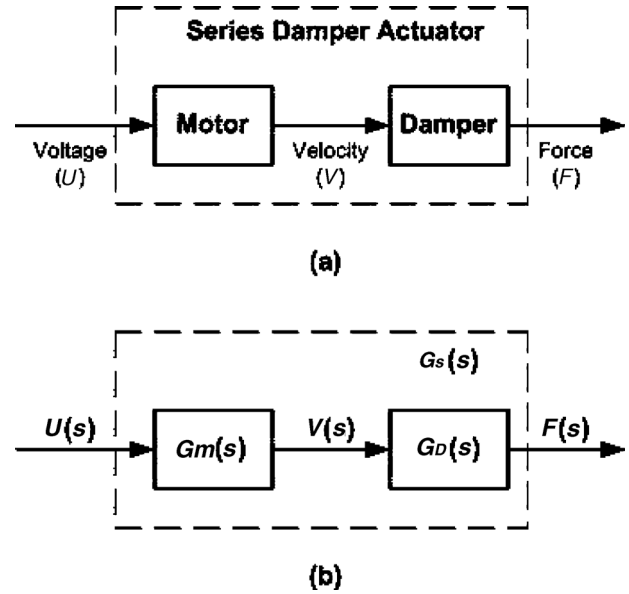 Series Damper Actuator
Motor
Damper
Voltage
(U)
Velocity
(V)
Force
(F)
(a)
Gs(s)
U(s)
Gm(s)
V(s)
GD(s)
F(s)
(b)